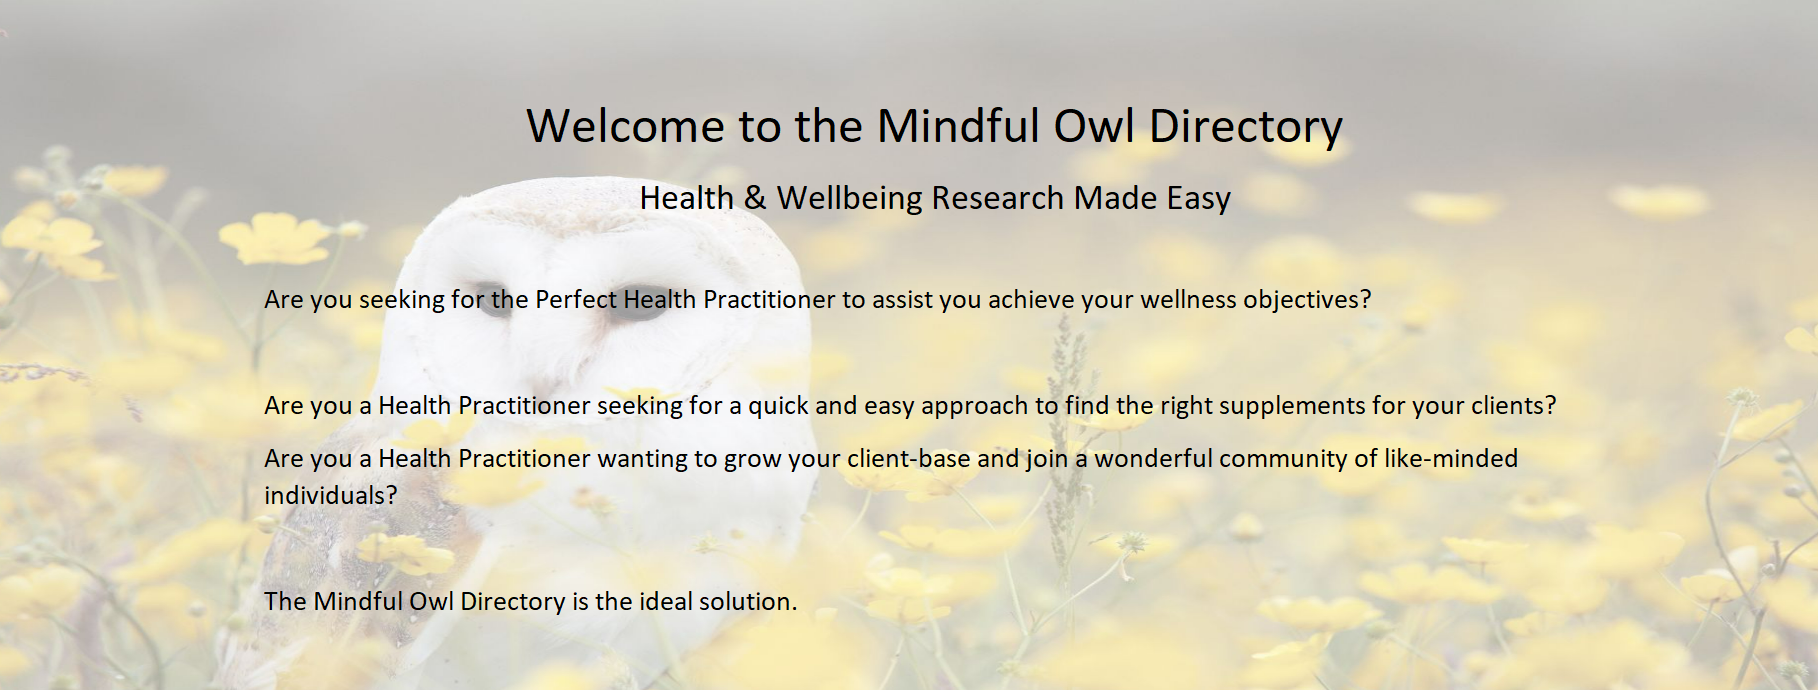 Welcome to the Mindful Owl Directory
Health & Wellbeing Research Made Easy
Are you seeking for the Perfect Health Practitioner to assist you achieve your wellness objectives?
Are you a Health Practitioner seeking for a quick and easy approach to find the right supplements for your clients?
Are you a Health Practitioner wanting to grow your client-base and join a wonderful community of like-minded
individuals?
The Mindful Owl Directory is the ideal solution.